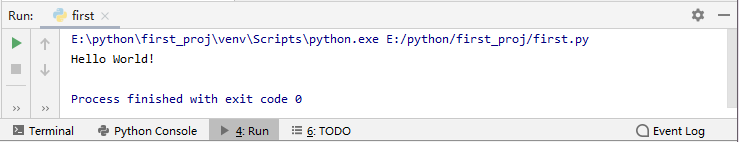 Run: first
E:\python\first_proj\venv\Scripts\python.exe E:/python/first_proj/first.py
Hello World!
Process finished with exit code 0
Terminal Python Console 4: Run 6: TODO Event Log